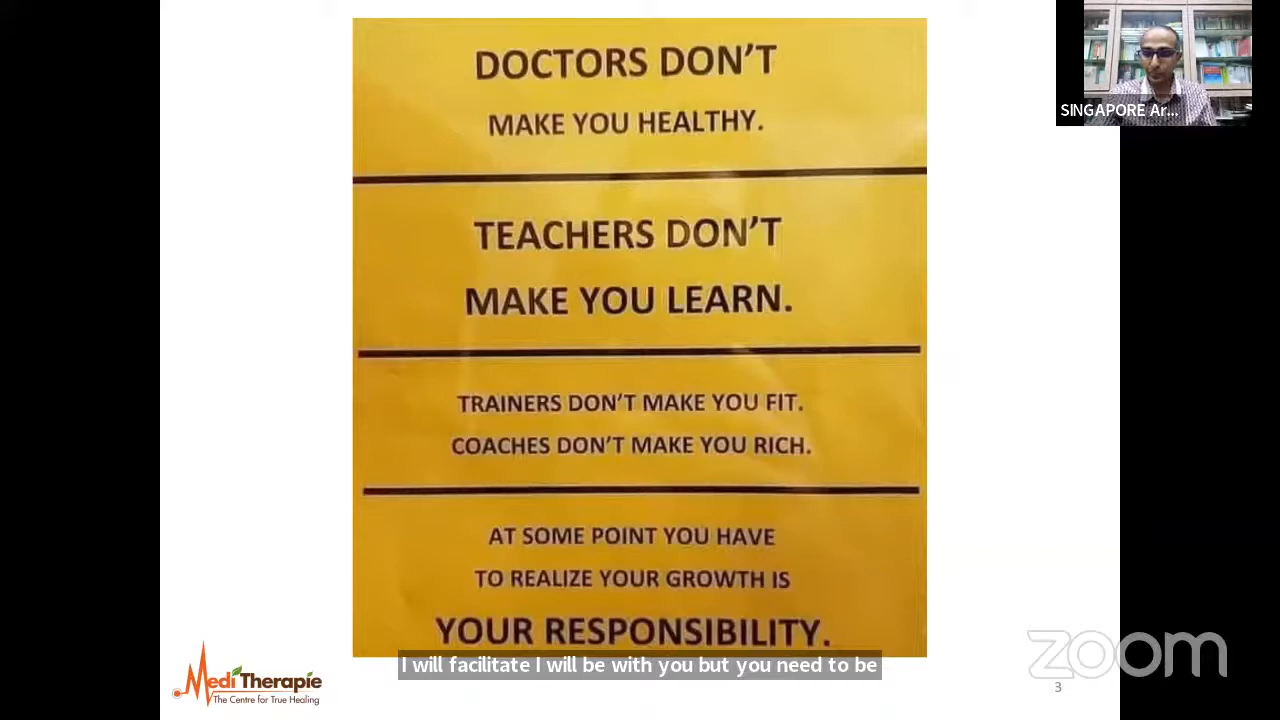 DOCTORS DON'T
MAKE YOU HEALTHY.
TEACHERS DON'T
MAKE YOU LEARN.
TRAINERS DON'T MAKE YOU FIT.
COACHES DON'T MAKE YOU RICH.
AT SOME POINT YOU HAVE
TO REALIZE YOUR GROWTH IS
YOUR RESPONSIBILITY.
I will facilitate I will be with you but you need to be
SINGAPORE Ar...
Medi Therapie
The Centre for True Healing
zoom
3